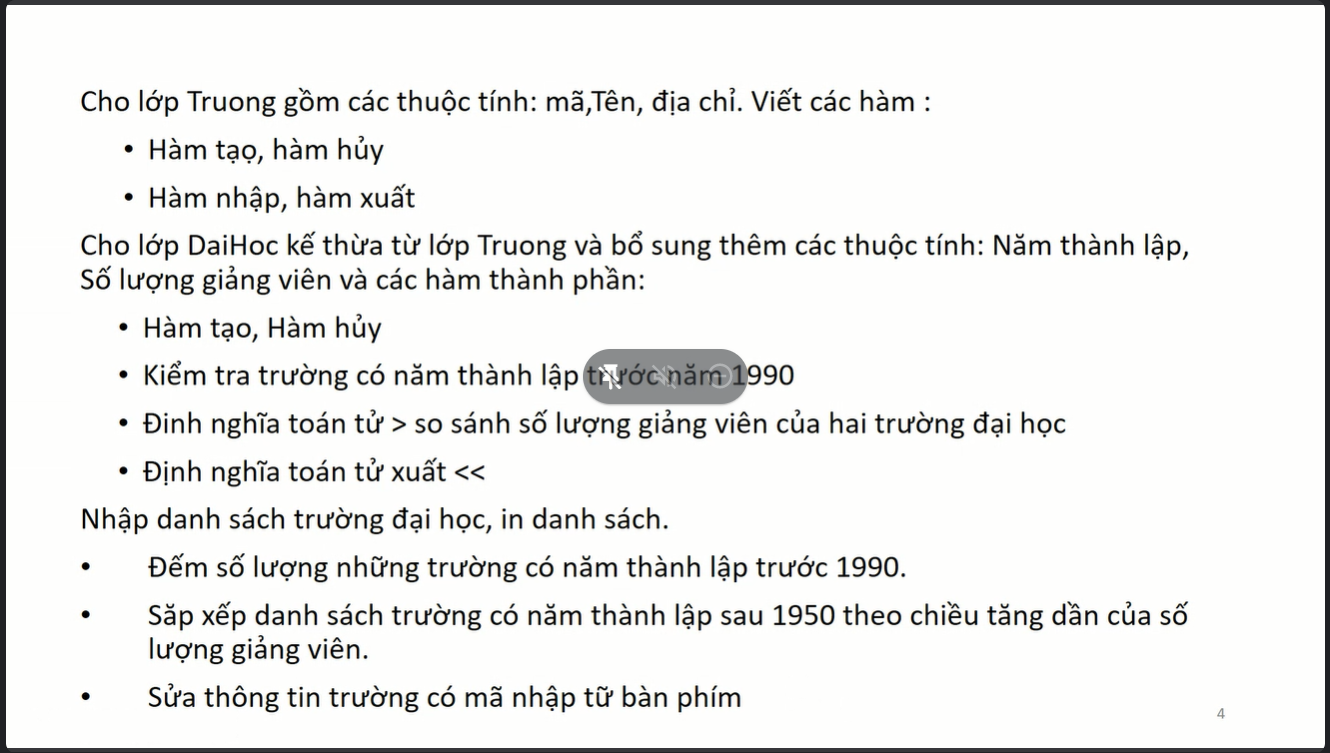 Cho lớp Truong gồm các thuộc tính: mã,Tên, địa chỉ. Viết các hàm :
• Hàm tạo, hàm hủy
• Hàm nhập, hàm xuất
Cho lớp DaiHoc kế thừa từ lớp Truong và bổ sung thêm các thuộc tính: Năm thành lập,
Số lượng giảng viên và các hàm thành phần:
• Hàm tạo, Hàm hủy
• Kiểm tra trường có năm thành lập trước năm 1990
• Đinh nghĩa toán tử > so sánh số lượng giảng viên của hai trường đại học
• Định nghĩa toán tử xuất <<
Nhập danh sách trường đại học, in danh sách.
• Đếm số lượng những trường có năm thành lập trước 1990.
• Săp xếp danh sách trường có năm thành lập sau 1950 theo chiều tăng dần của số
lượng giảng viên.
• Sửa thông tin trường có mã nhập từ bàn phím
4